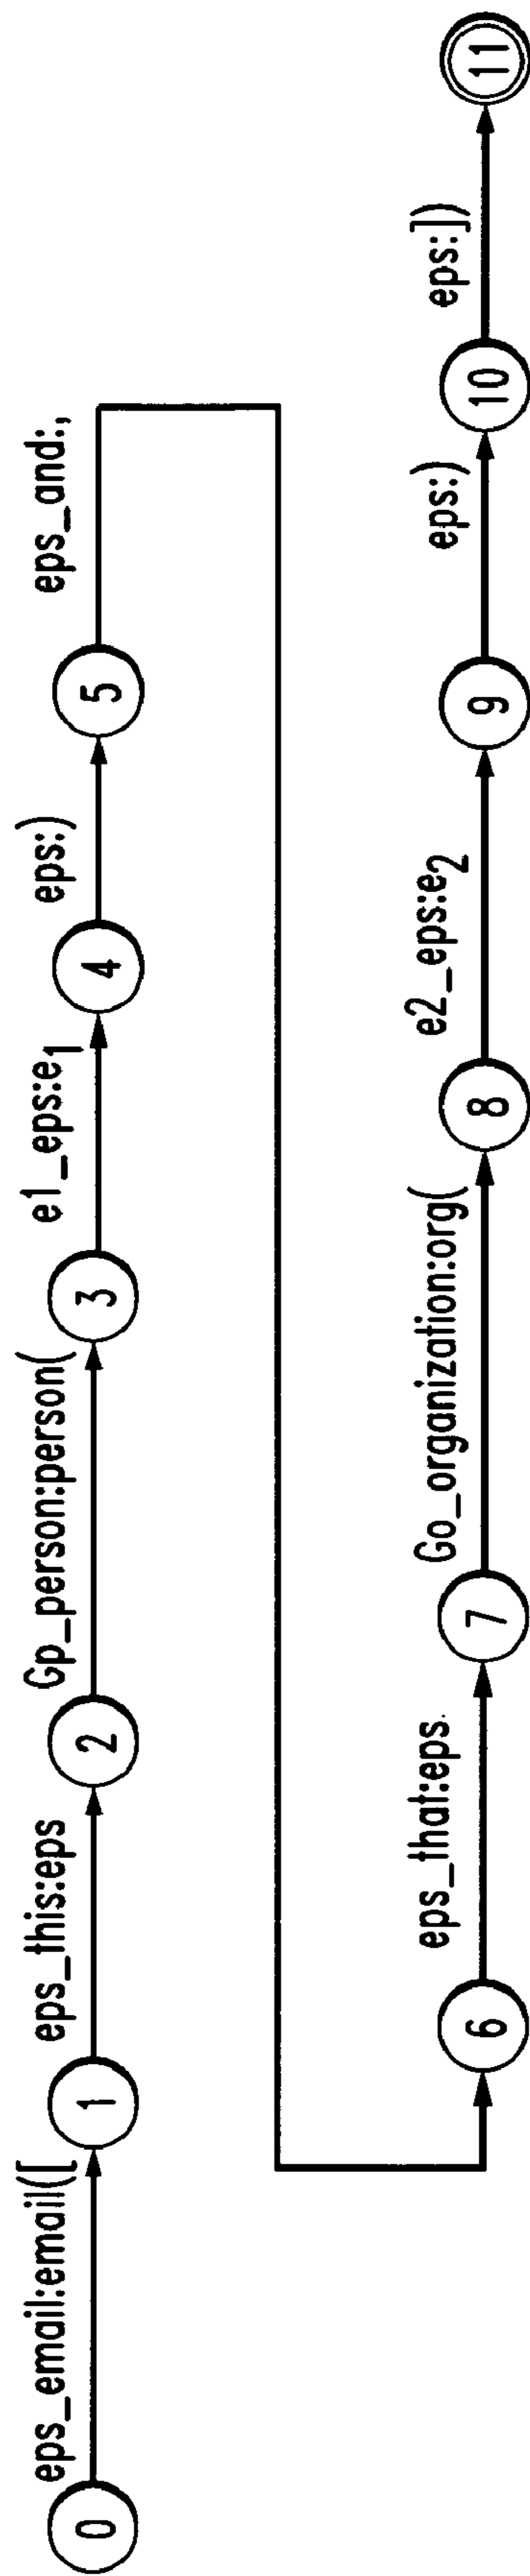 eps_email:email([ eps_this:eps Gp_person:person( e1_eps:e1 eps:) eps_and:,
0 1 2 3 4 5
eps_that:eps Go_organization:org( e2_eps:e2 eps:) eps:])
6 7 8 9 10 11